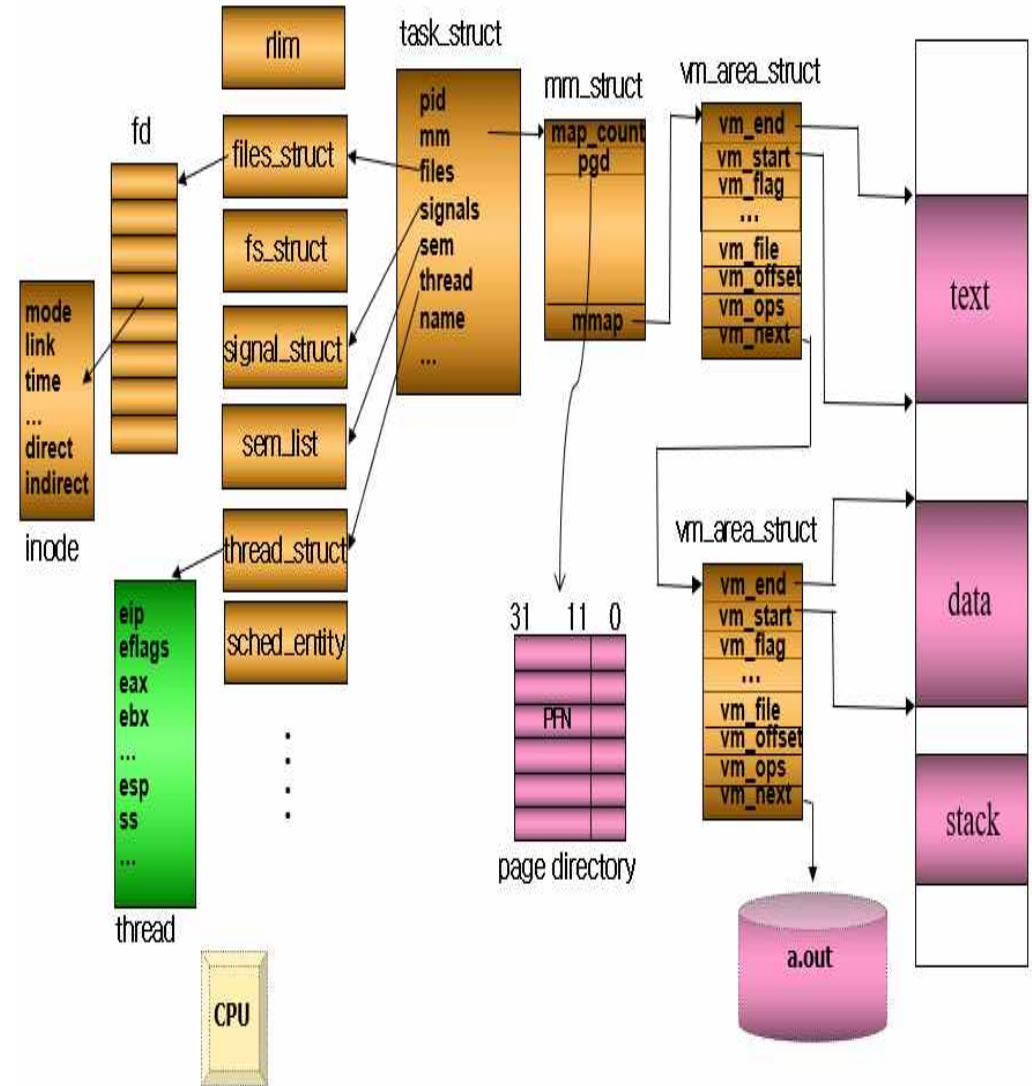 rlim
task_struct
pid
mm
files
signals
sem
thread
name
...
mm_struct
map_count
pgd
mmap
vm_area_struct
vm_end
vm_start
vm_flag
...
vm_file
vm_offset
vm_ops
vm_next
text
fd
files_struct
fs_struct
signal_struct
sem_list
thread_struct
sched_entity
mode
link
time
...
direct
indirect
inode
eip
eflags
eax
ebx
...
esp
ss
...
thread
CPU
31 11 0
PFN
page directory
vm_area_struct
vm_end
vm_start
vm_flag
...
vm_file
vm_offset
vm_ops
vm_next
data
stack
a.out